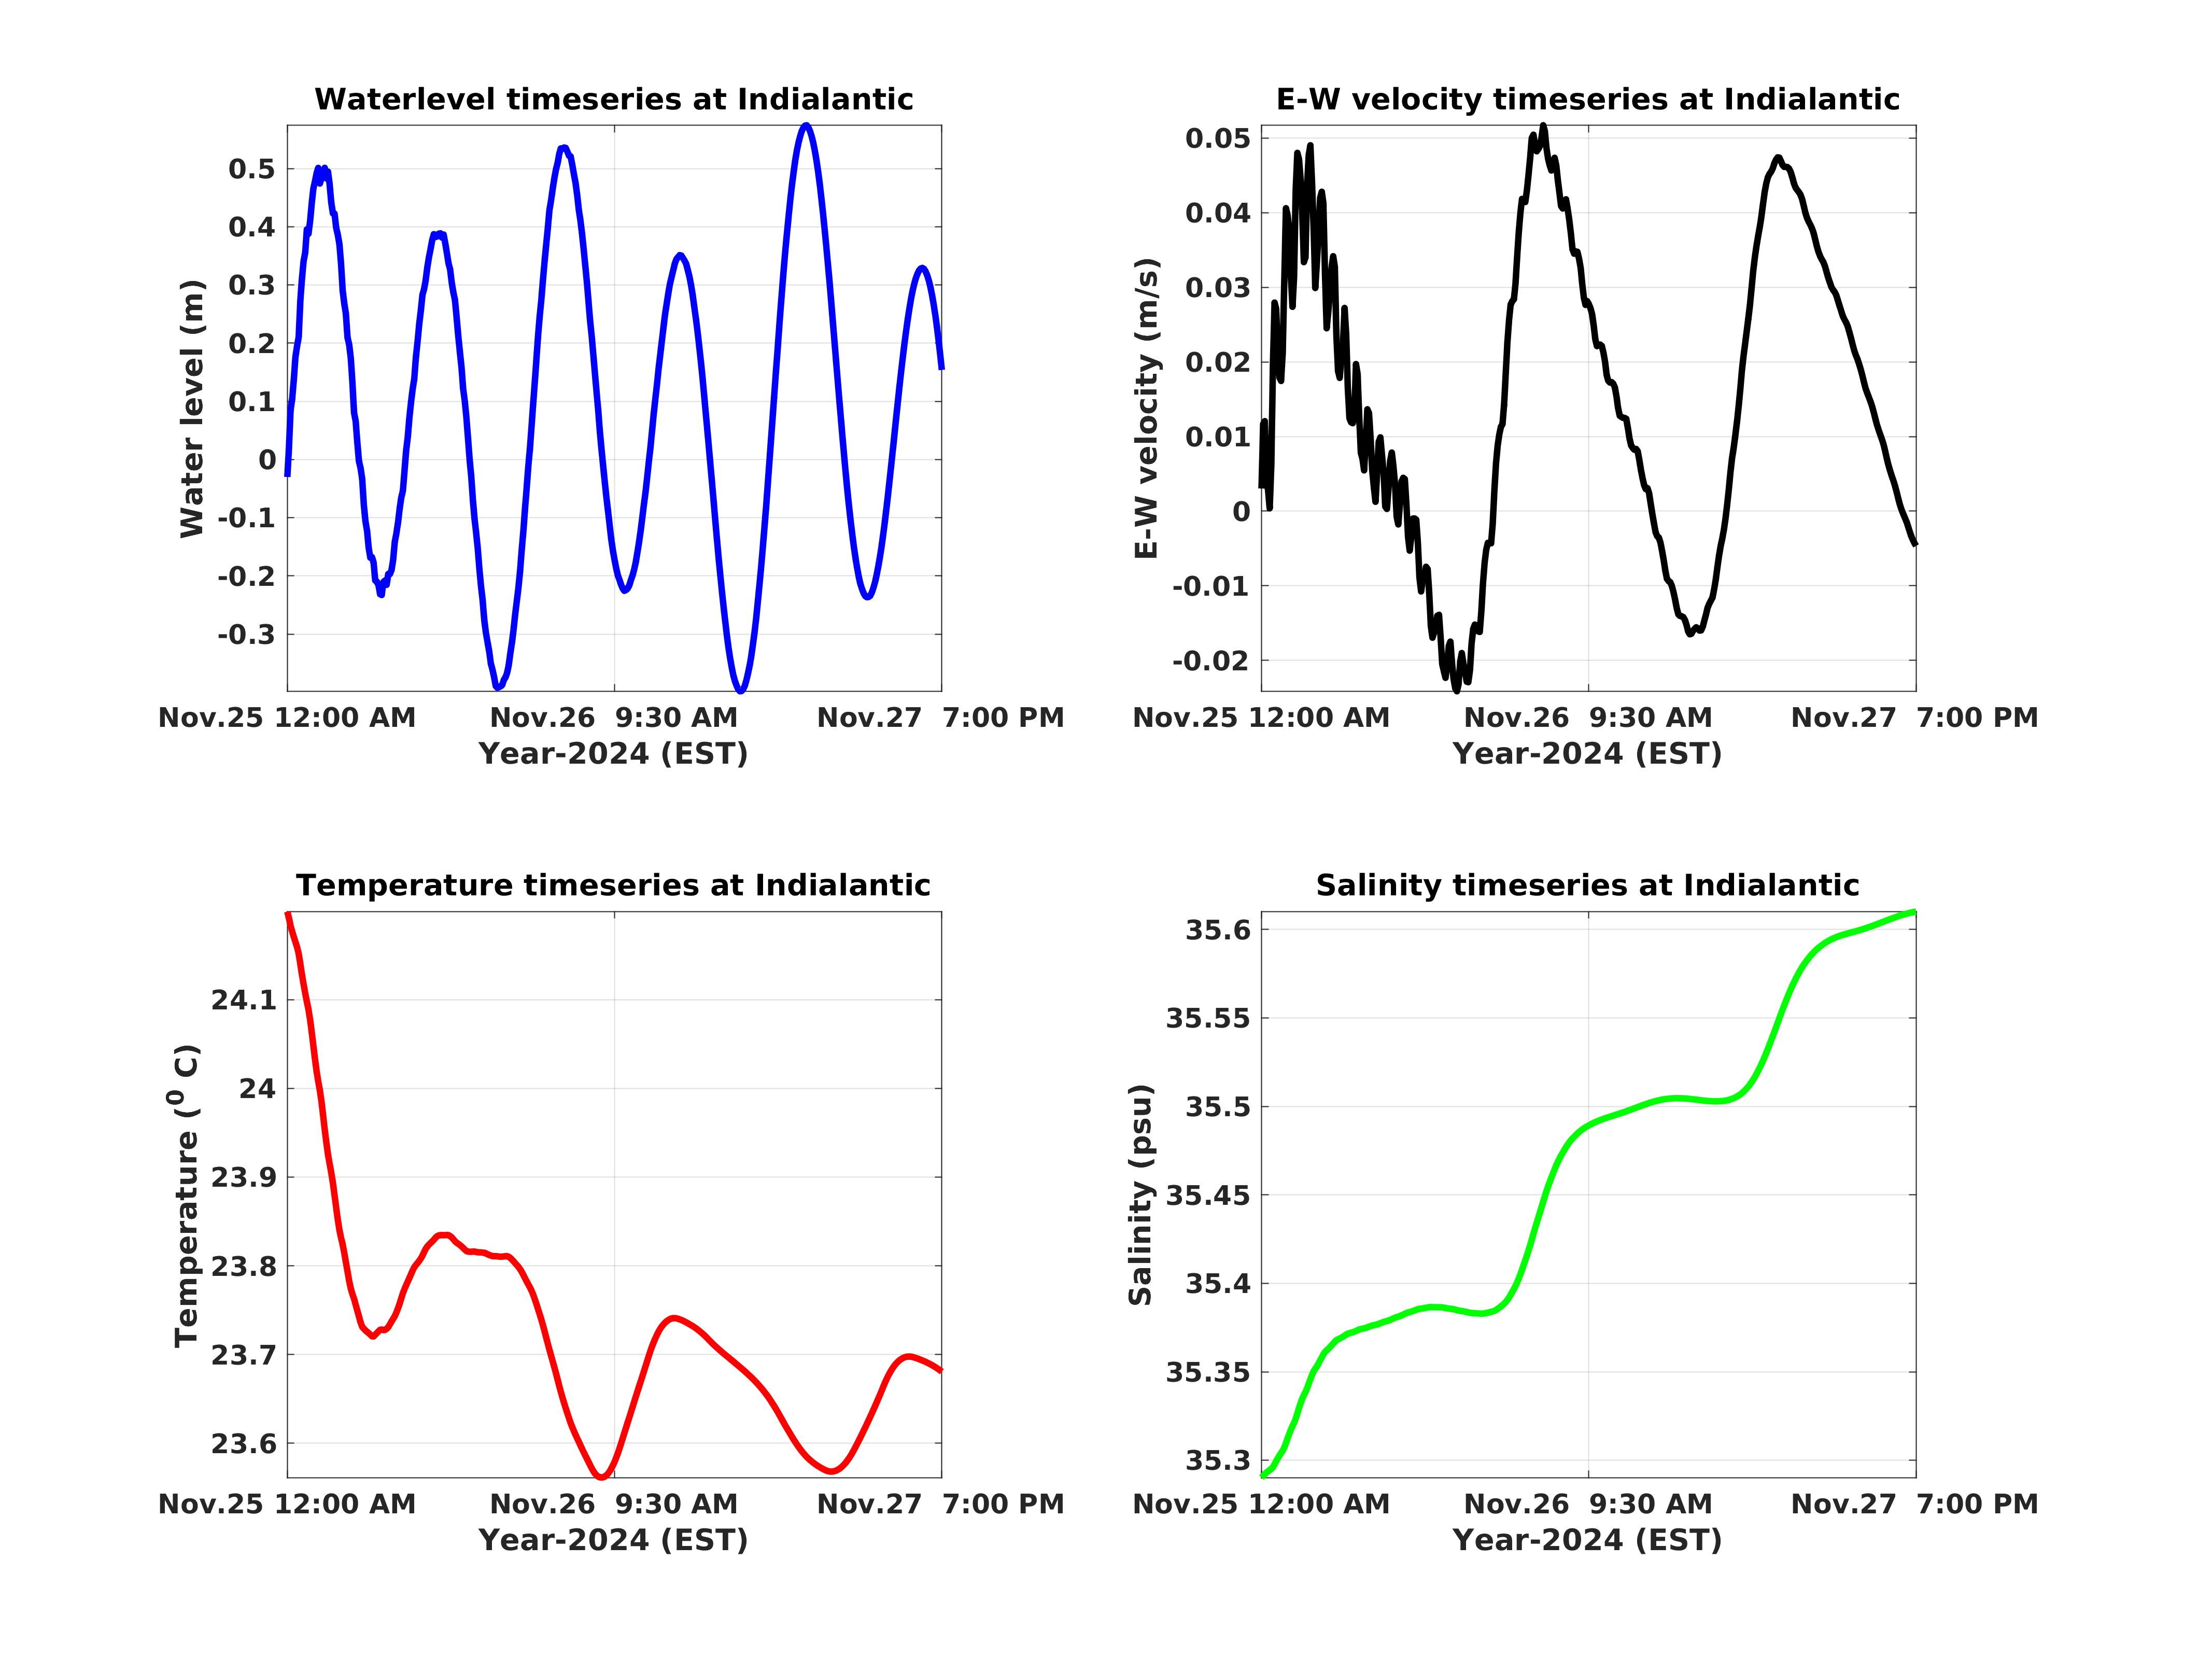 Waterlevel timeseries at Indialantic
0.5
0.4
0.3
0.2
0.1
0
-0.1
-0.2
-0.3
Water level (m)
Nov.25 12:00 AM Nov.26 9:30 AM Nov.27 7:00 PM
Year-2024 (EST)
E-W velocity timeseries at Indialantic
0.05
0.04
0.03
0.02
0.01
0
-0.01
-0.02
E-W velocity (m/s)
Nov.25 12:00 AM Nov.26 9:30 AM Nov.27 7:00 PM
Year-2024 (EST)
Temperature timeseries at Indialantic
24.1
24
23.9
23.8
23.7
23.6
Temperature (⁰ C)
Nov.25 12:00 AM Nov.26 9:30 AM Nov.27 7:00 PM
Year-2024 (EST)
Salinity timeseries at Indialantic
35.6
35.55
35.5
35.45
35.4
35.35
35.3
Salinity (psu)
Nov.25 12:00 AM Nov.26 9:30 AM Nov.27 7:00 PM
Year-2024 (EST)